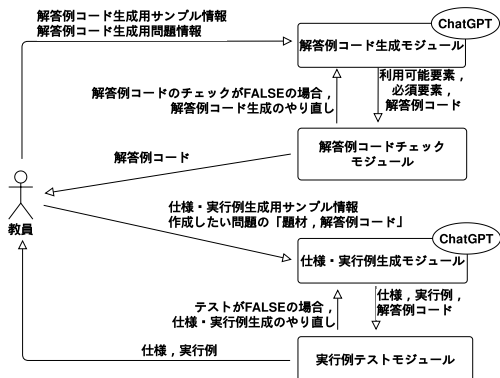 解答例コード生成用サンプル情報
解答例コード生成用問題情報
ChatGPT
解答例コード生成モジュール
解答例コードのチェックがFALSEの場合，
解答例コード生成のやり直し
利用可能要素，
必須要素，
解答例コード
解答例コードチェック
モジュール
解答例コード
教員
仕様・実行例生成用サンプル情報
作成したい問題の「題材，解答例コード」
ChatGPT
仕様・実行例生成モジュール
テストがFALSEの場合，
仕様・実行例生成のやり直し
仕様，実行例，
解答例コード
仕様，実行例
実行例テストモジュール